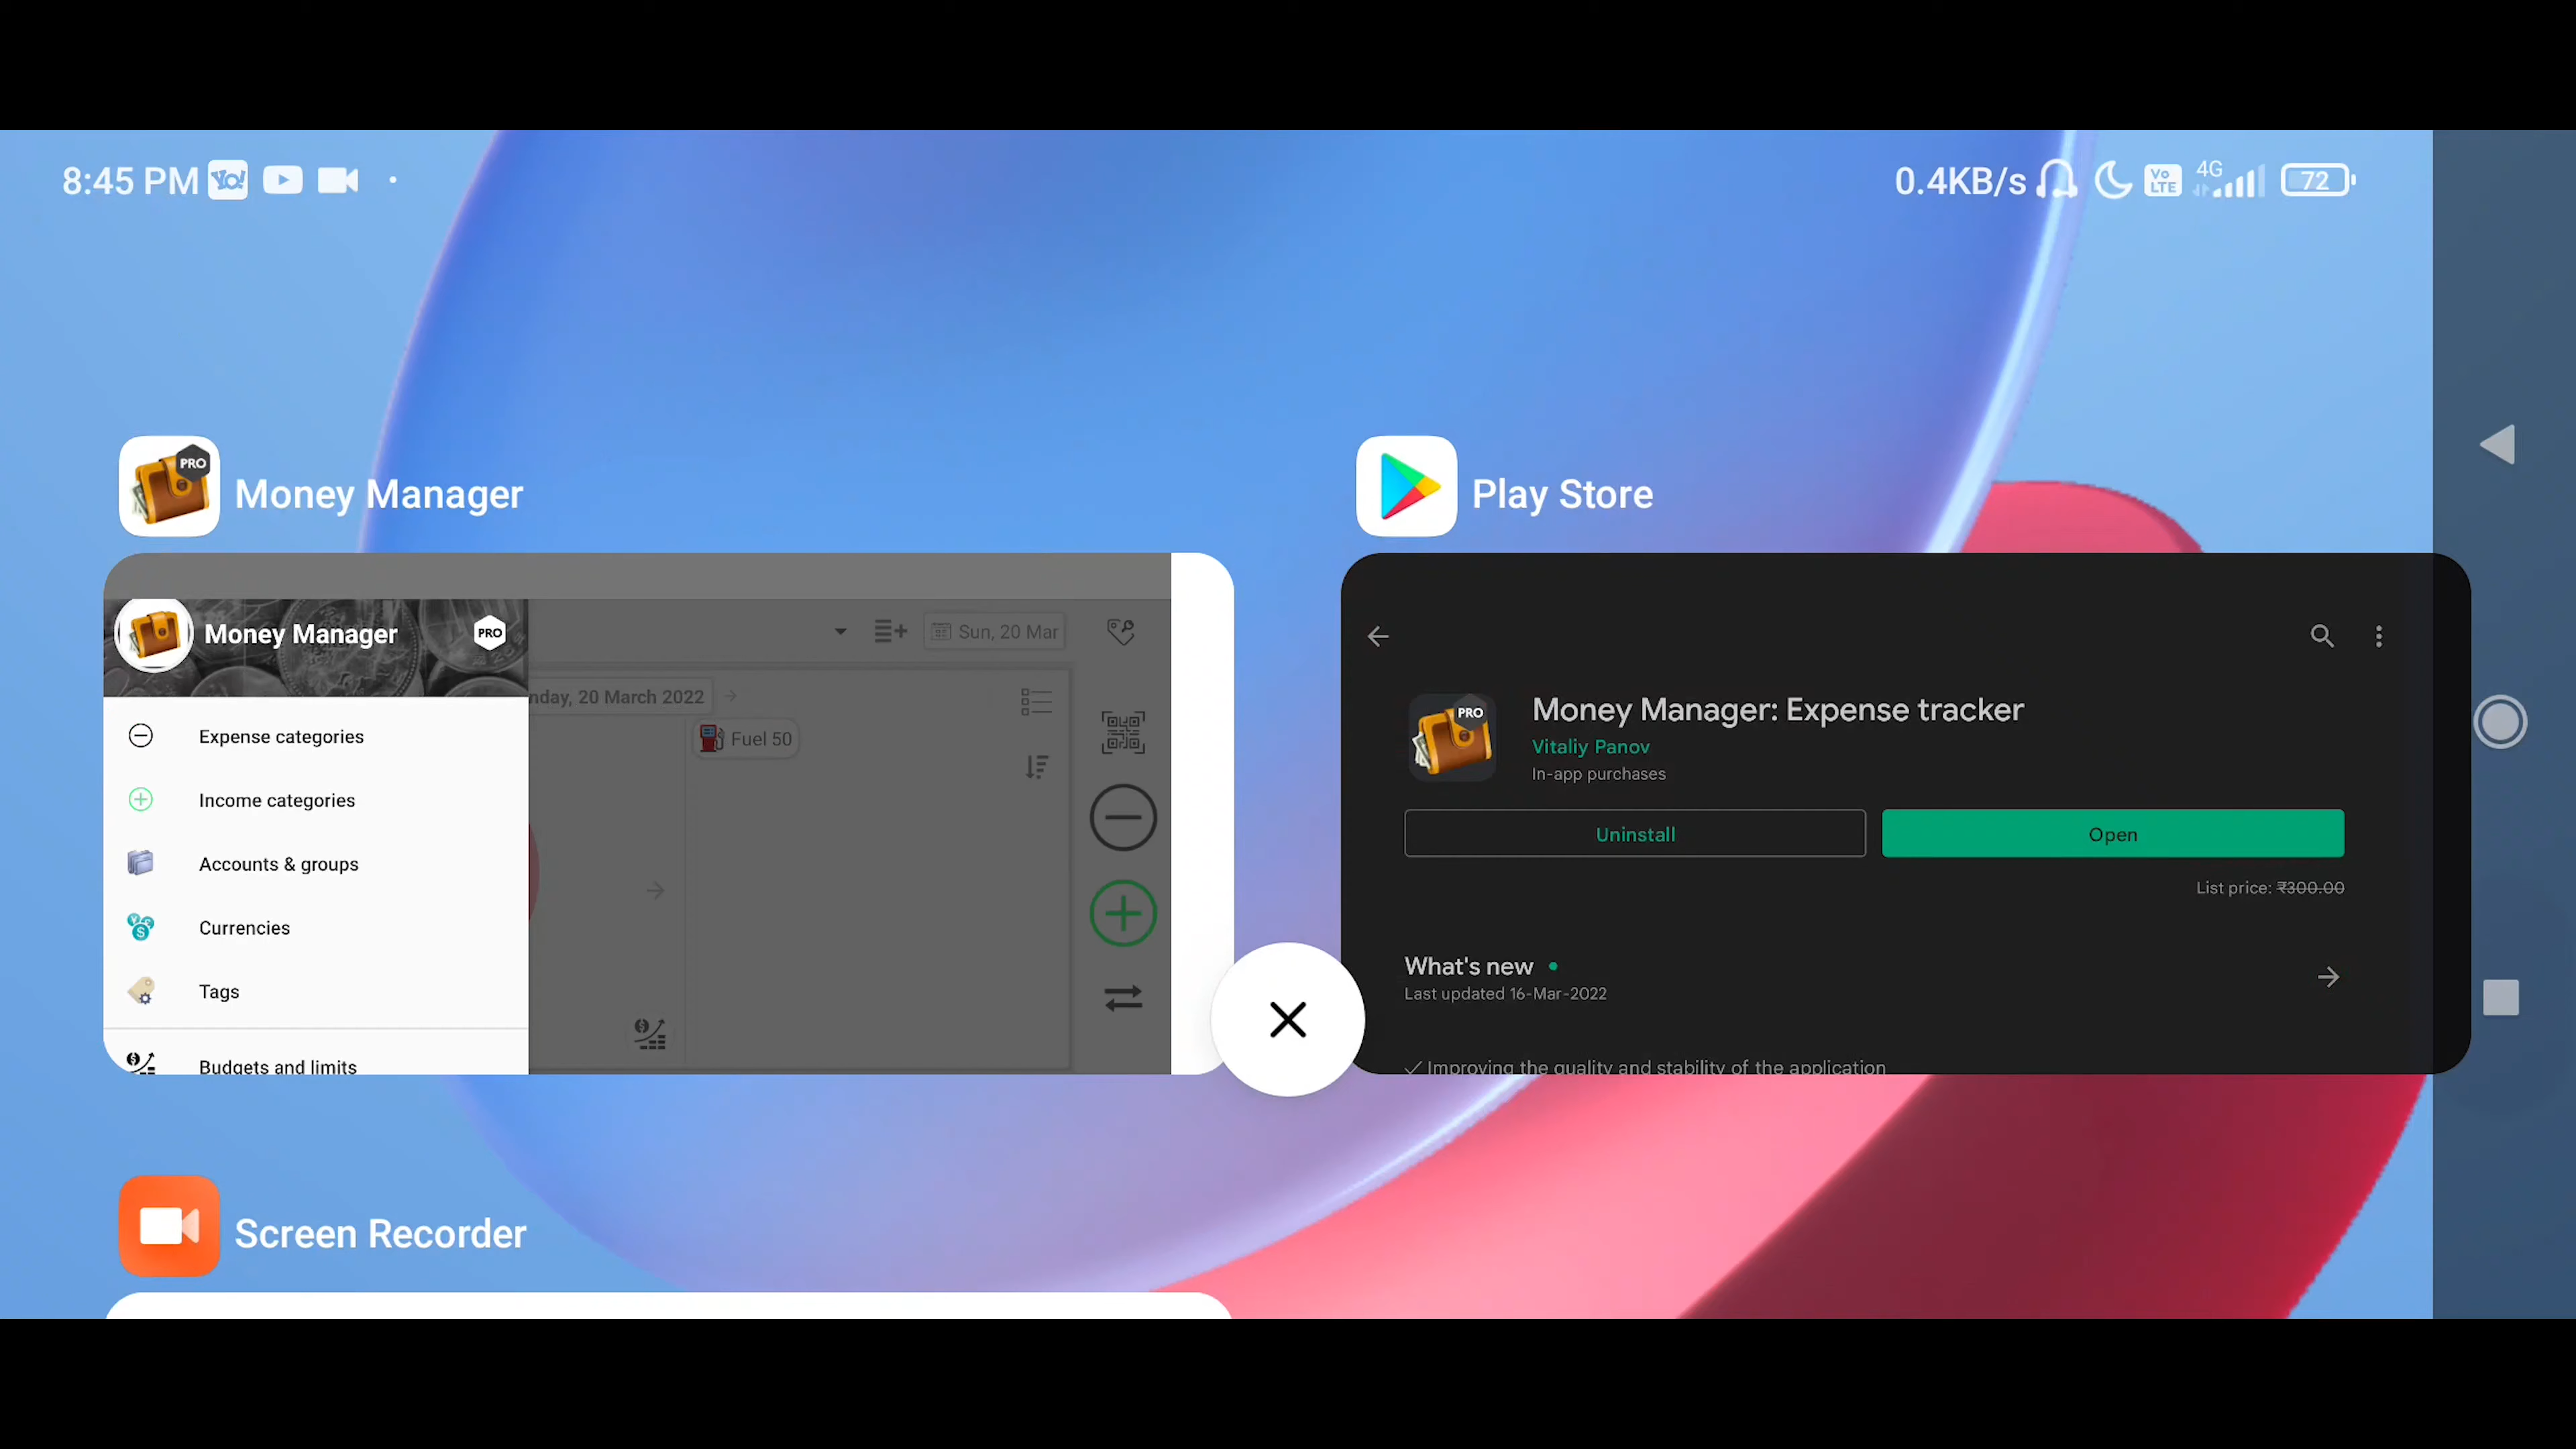 8:45 PM YO!
0.4KB/s Vo LTE 4G 72
PRO
Money Manager
Play Store
Money Manager PRO
Sun, 20 Mar
nday, 20 March 2022
Fuel 50
Expense categories
Income categories
Accounts & groups
Currencies
Tags
Budgets and limits
PRO
Money Manager: Expense tracker
Vitaliy Panov
In-app purchases
Uninstall
Open
List price: ₹300.00
What's new
Last updated 16-Mar-2022
✓ Improving the quality and stability of the application
Screen Recorder